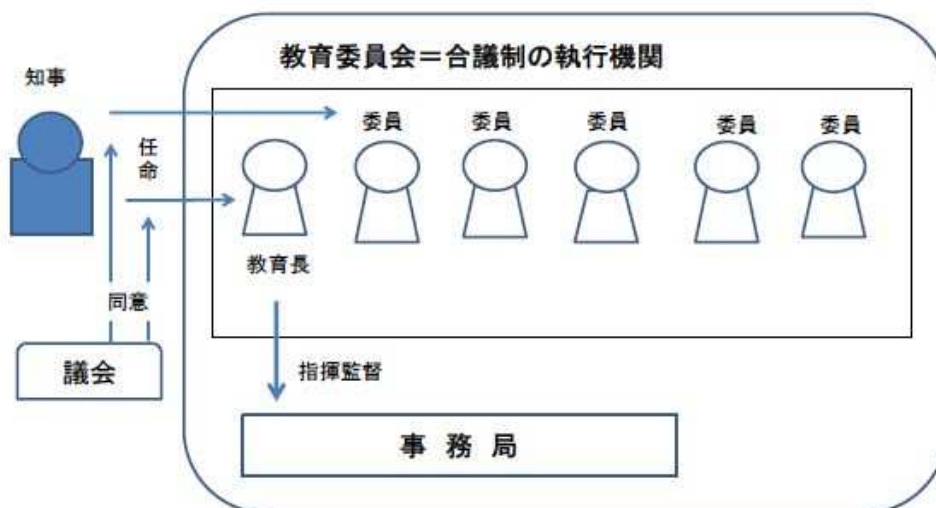 教育委員会＝合議制の執行機関
知事
委員
委員
委員
委員
委員
任命
教育長
同意
議会
指揮監督
事 務 局